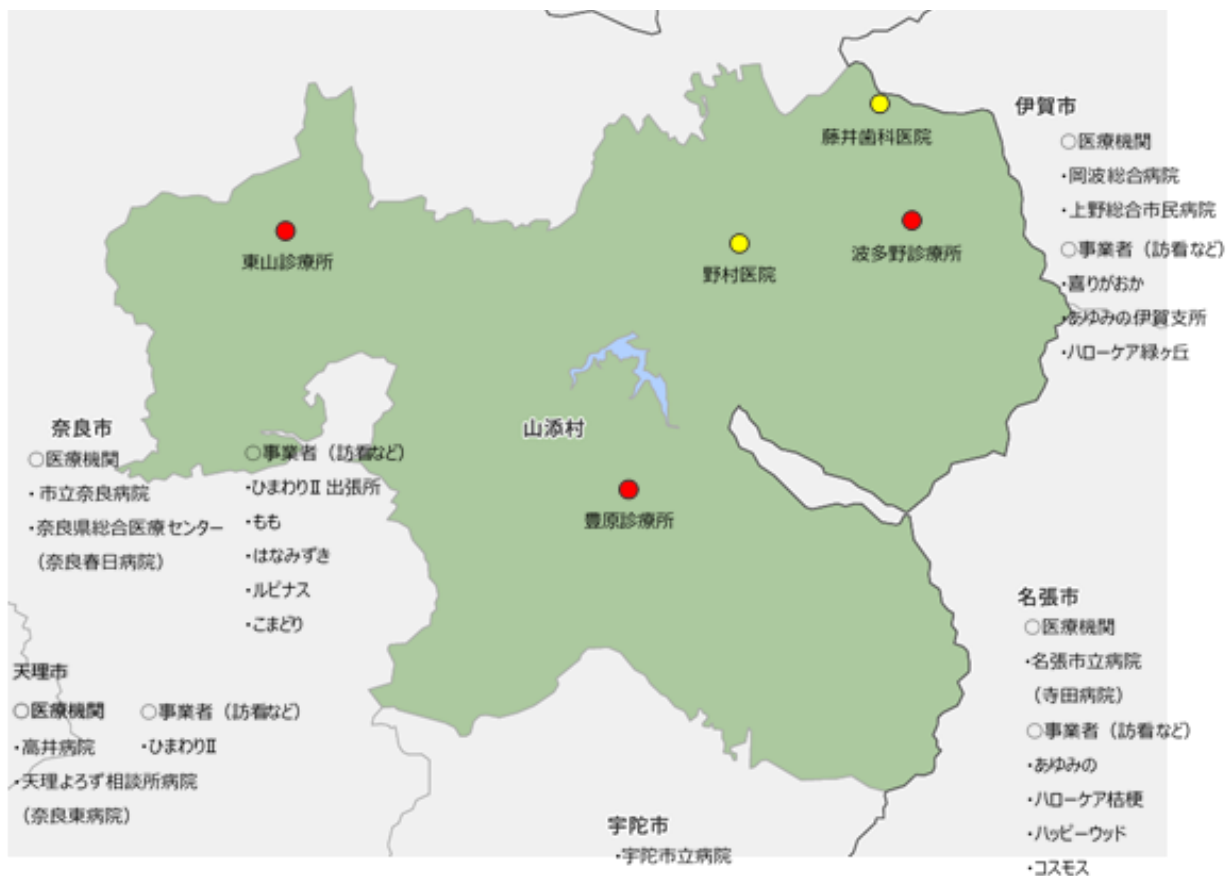 藤井歯科医院
東山診療所
野村医院
波多野診療所
山添村
豊原診療所
伊賀市
○医療機関
・岡波総合病院
・上野総合市民病院
○事業者（訪看など）
・喜りがおか
・あゆみの伊賀支所
・ハローケア緑ヶ丘
奈良市
○医療機関
・市立奈良病院
・奈良県総合医療センター
（奈良春日病院）
○事業者（訪看など）
・ひまわりⅡ 出張所
・もも
・はなみずき
・ルピナス
・こまどり
天理市
○医療機関
・高井病院
・天理よろず相談所病院
（奈良東病院）
○事業者（訪看など）
・ひまわりⅡ
宇陀市
・宇陀市立病院
名張市
○医療機関
・名張市立病院
（寺田病院）
○事業者（訪看など）
・あゆみの
・ハローケア桔梗
・ハッピーウッド
・コスモス